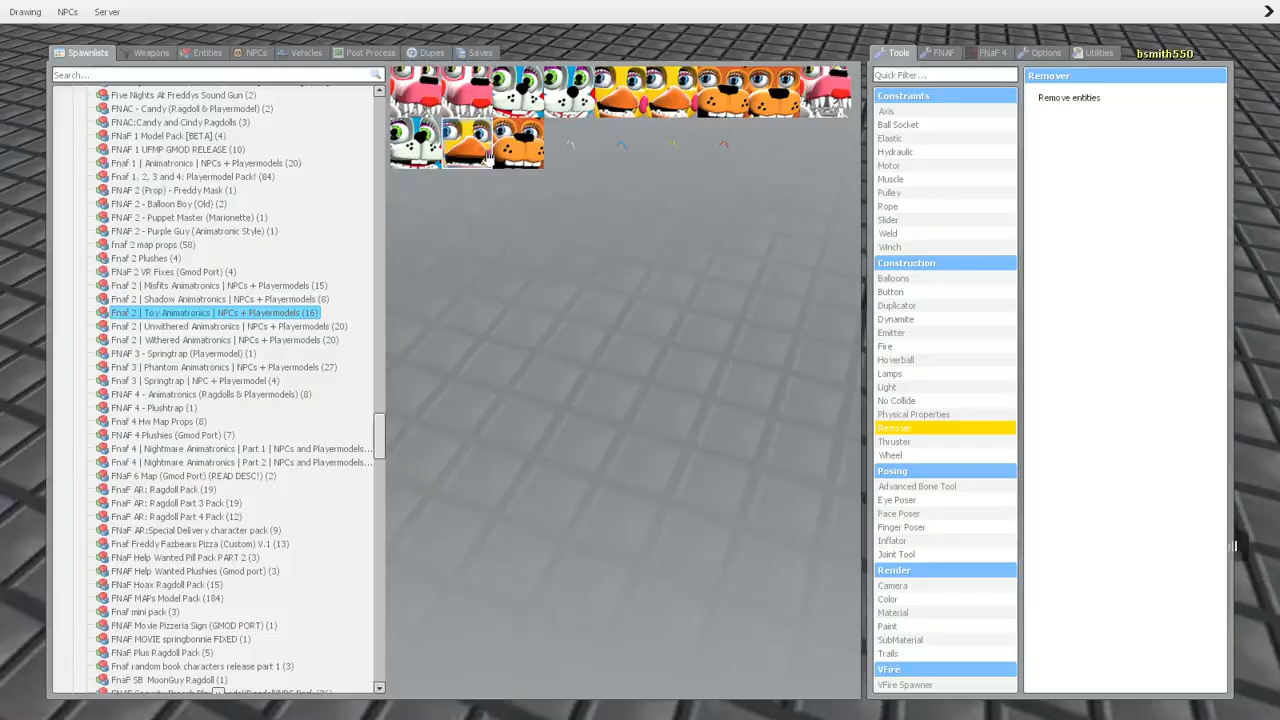 Drawing NPCs Server
Spawnlists Weapons Entities NPCs Vehicles Post Process Dupes Saves
Tools FNAF FNAF 4 Options Utilities bsmith550
Search...
Five Nights At Freddys Sound Gun (2)
FNAC - Candy (Ragdoll & Playermodel) (2)
FNAC:Candy and Cindy Ragdolls (3)
FNAF 1 Model Pack [BETA] (4)
FNAF 1 UFMP GMOD RELEASE (10)
Fnaf 1 | Animatronics | NPCs + Playermodels (20)
Fnaf 1, 2, 3 and 4: Playermodel Pack! (84)
FNAF 2 (Prop) - Freddy Mask (1)
FNAF 2 - Balloon Boy (Old) (2)
FNAF 2 - Puppet Master (Marionette) (1)
FNAF 2 - Purple Guy (Animatronic Style) (1)
fnaf 2 map props (58)
Fnaf 2 Plushes (4)
FNaF 2 VR Fixes (Gmod Port) (4)
Fnaf 2 | Misfits Animatronics | NPCs + Playermodels (15)
Fnaf 2 | Shadow Animatronics | NPCs + Playermodels (8)
Fnaf 2 | Toy Animatronics | NPCs + Playermodels (16)
Fnaf 2 | Unwithered Animatronics | NPCs + Playermodels (20)
Fnaf 2 | Withered Animatronics | NPCs + Playermodels (20)
FNAF 3 - Springtrap (Playermodel) (1)
Fnaf 3 | Phantom Animatronics | NPCs + Playermodels (27)
Fnaf 3 | Springtrap | NPC + Playermodel (4)
FNAF 4 - Animatronics (Ragdolls & Playermodels) (8)
FNAF 4 - Plushtrap (1)
Fnaf 4 Hw Map Props (8)
FNAF 4 Plushies (Gmod Port) (7)
Fnaf 4 | Nightmare Animatronics | Part 1 | NPCs and Playermodels...
Fnaf 4 | Nightmare Animatronics | Part 2 | NPCs and Playermodels...
FNaF 6 Map (Gmod Port) (READ DESC!) (2)
FNaF AR: Ragdoll Pack (19)
FNaF AR: Ragdoll Part 3 Pack (19)
FNaF AR: Ragdoll Part 4 Pack (12)
FNaF AR:Special Delivery character pack (9)
Fnaf Freddy Fazbears Pizza (Custom) V.1 (13)
FNaF Help Wanted Pill Pack PART 2 (3)
FNaF Help Wanted Plushies (Gmod port) (3)
FNaF Hoax Ragdoll Pack (15)
FNAF MAPs Model Pack (184)
Fnaf mini pack (3)
FNaF Movie Pizzeria Sign (GMOD PORT) (1)
FNAF MOVIE springbonnie FIXED (1)
FNaF Plus Ragdoll Pack (5)
Fnaf random book characters release part 1 (3)
FnaF SB MoonGuy Ragdoll (1)
Quick Filter...
Constraints
Axis
Ball Socket
Elastic
Hydraulic
Motor
Muscle
Pulley
Rope
Slider
Weld
Winch
Construction
Balloons
Button
Duplicator
Dynamite
Emitter
Fire
Hoverball
Lamps
Light
No Collide
Physical Properties
Remover
Thruster
Wheel
Posing
Advanced Bone Tool
Eye Poser
Face Poser
Finger Poser
Inflator
Joint Tool
Render
Camera
Color
Material
Paint
SubMaterial
Trails
VFire
VFire Spawner
Remover
Remove entities